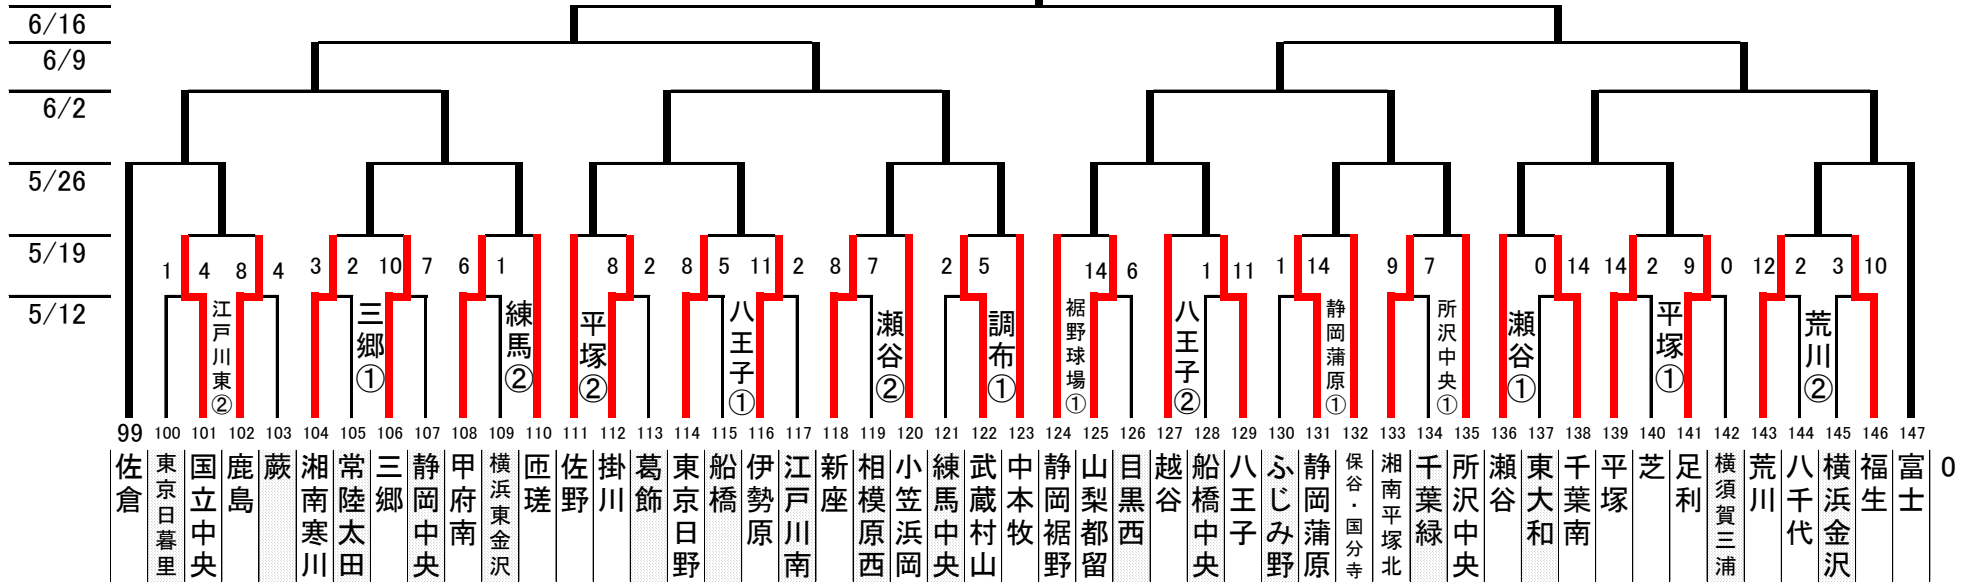 6/16
6/9
6/2
5/26
5/19
5/12
1 4 8 4 3 2 10 7 6 1 8 2 8 5 11 2 8 7 2 5 14 6 1 11 1 14 9 7 0 14 14 2 9 0 12 2 3 10
江戸川東②
三郷①
練馬②
平塚②
八王子①
瀬谷②
調布①
裾野球場①
八王子②
静岡蒲原①
所沢中央①
瀬谷①
平塚①
荒川②
99 100 101 102 103 104 105 106 107 108 109 110 111 112 113 114 115 116 117 118 119 120 121 122 123 124 125 126 127 128 129 130 131 132 133 134 135 136 137 138 139 140 141 142 143 144 145 146 147
佐倉
東京日暮里
国立中央
鹿島
蕨
湘南寒川
常陸太田
三郷
静岡中央
甲府南
横浜東金沢
匝瑳
佐野
掛川
葛飾
東京日野
船橋
伊勢原
江戸川南
新座
相模原西
小笠浜岡
練馬中央
武蔵村山
中本牧
静岡裾野
山梨都留
目黒西
越谷
船橋中央
八王子
ふじみ野
静岡蒲原
保谷・国分寺
湘南平塚北
千葉緑
所沢中央
瀬谷
東大和
千葉南
平塚
芝
足利
横須賀三浦
荒川
八千代
横浜金沢
福生
富士
0